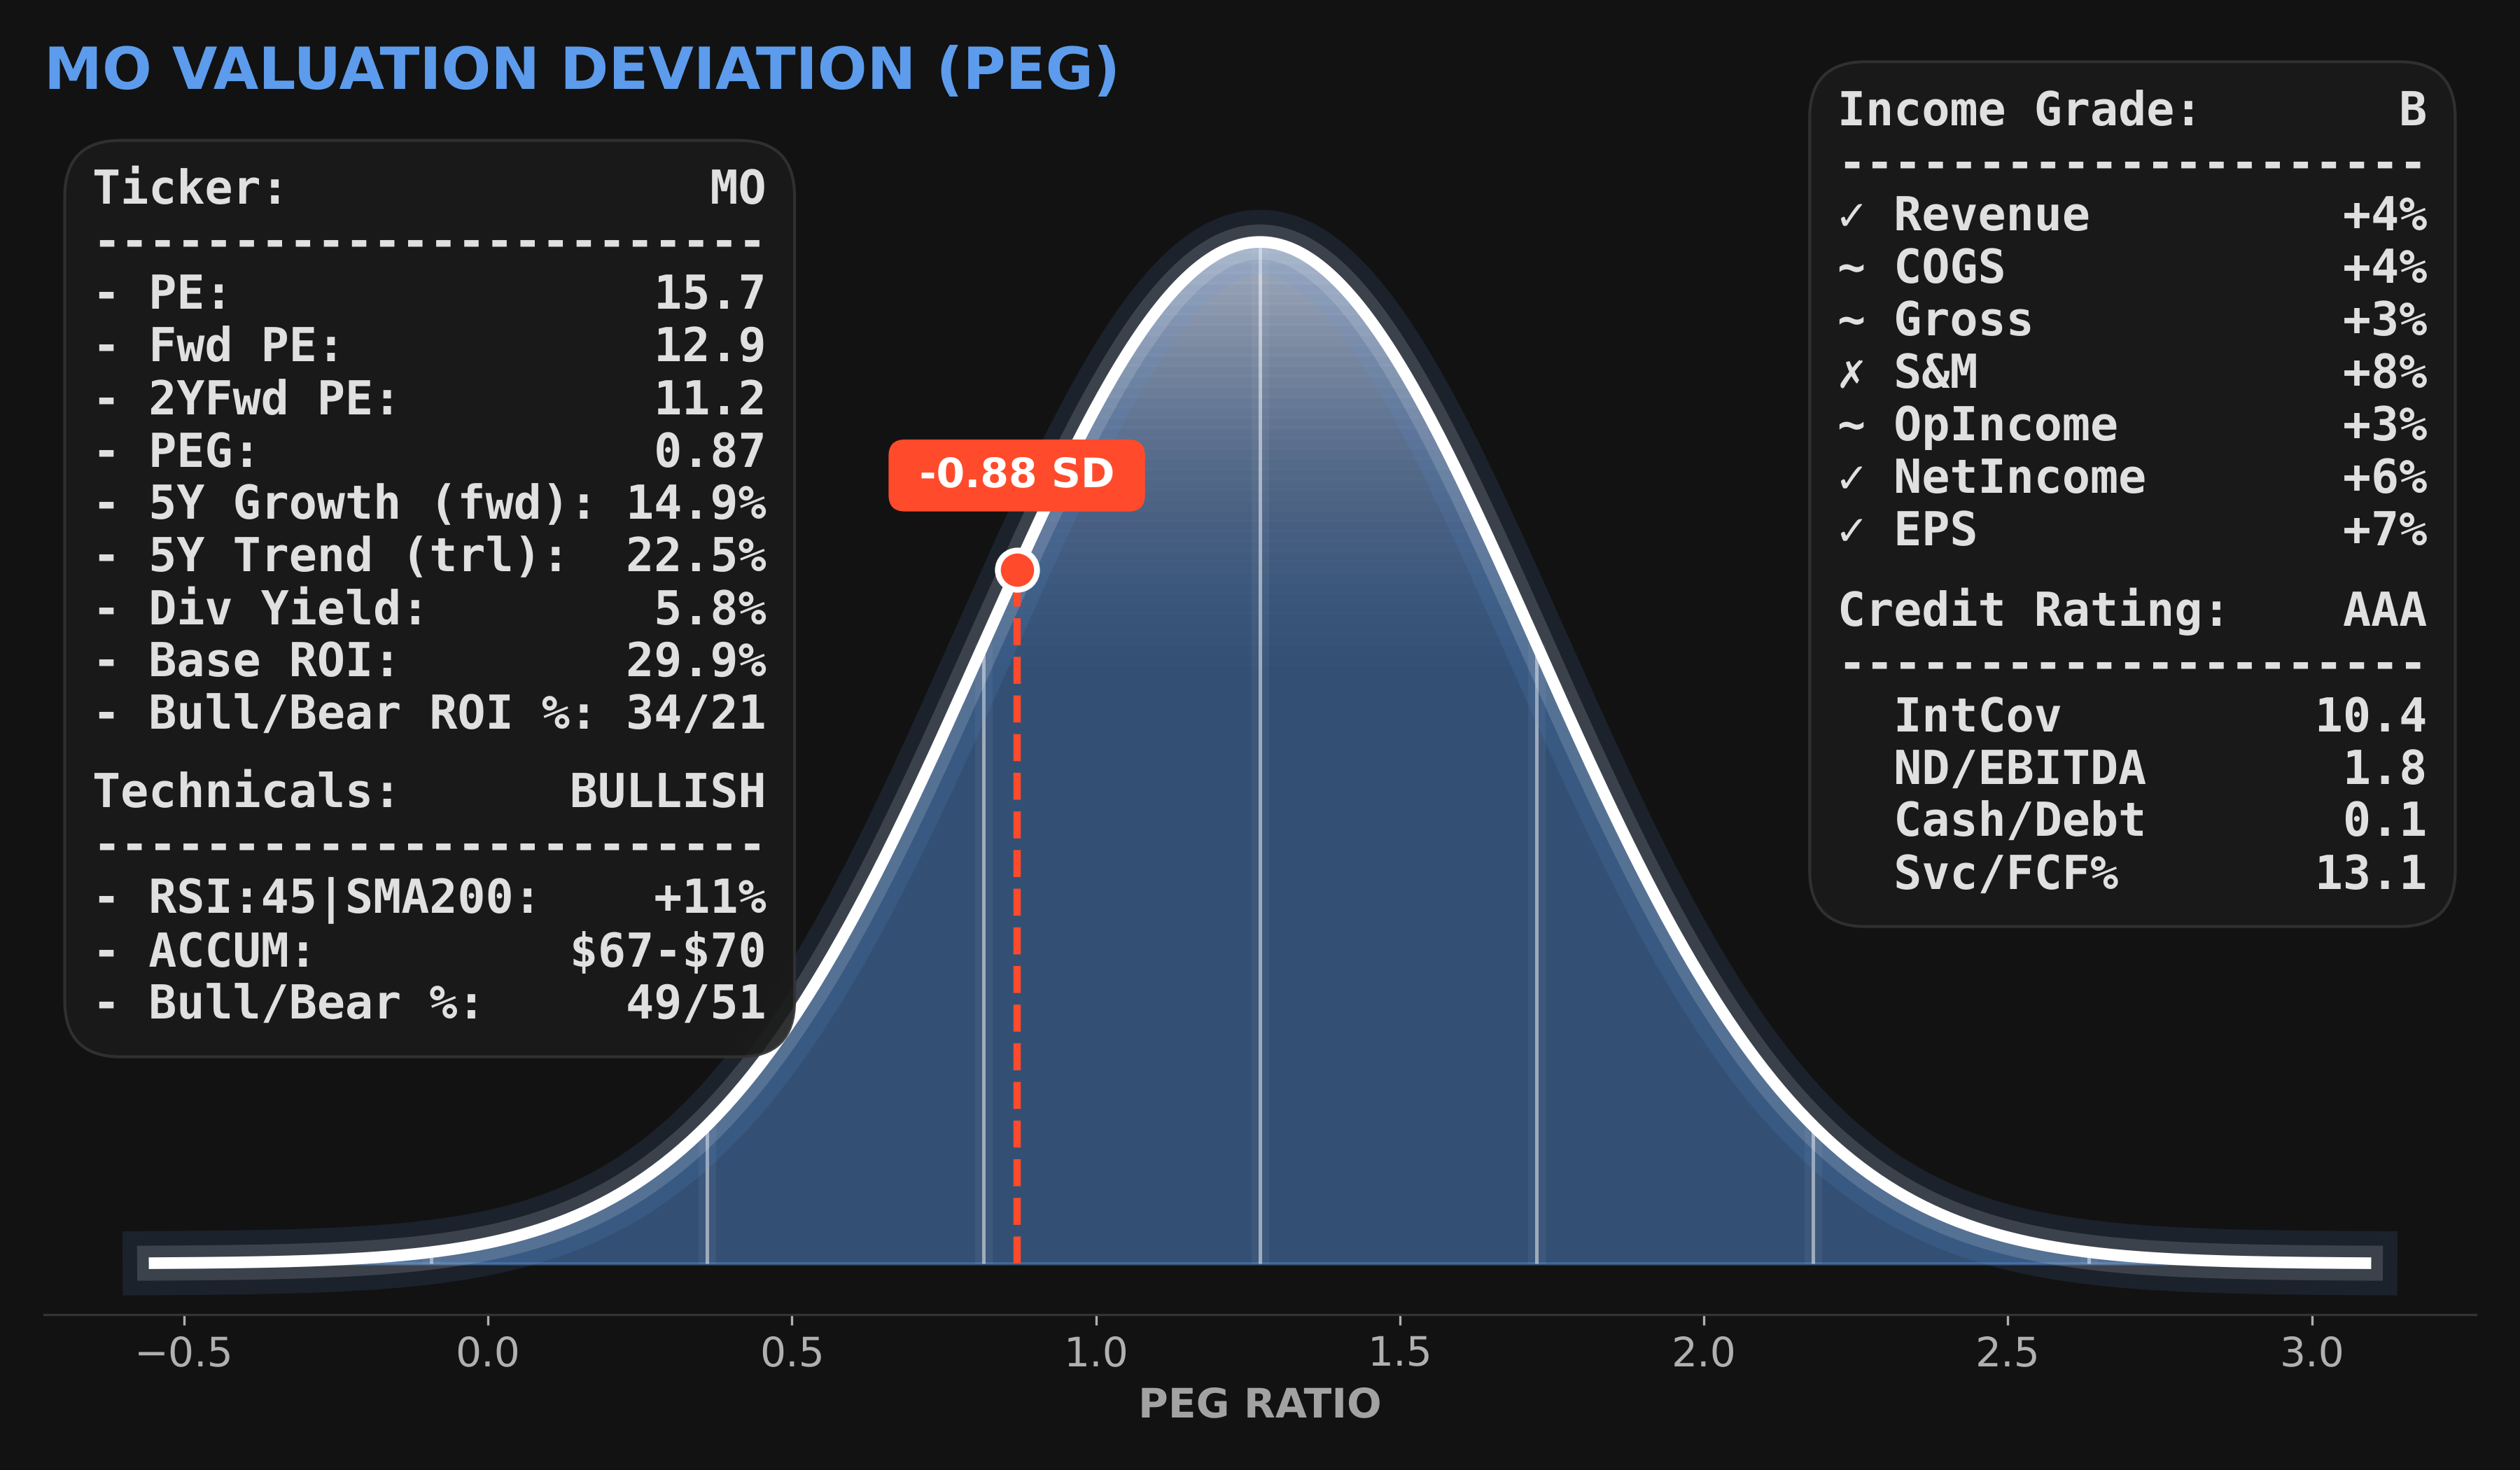 MO VALUATION DEVIATION (PEG)
Ticker: MO
--------------------------
- PE: 15.7
- Fwd PE: 12.9
- 2YFwd PE: 11.2
- PEG: 0.87
- 5Y Growth (fwd): 14.9%
- 5Y Trend (trl): 22.5%
- Div Yield: 5.8%
- Base ROI: 29.9%
- Bull/Bear ROI %: 34/21
Technicals: BULLISH
------------------------
- RSI:45|SMA200: +11%
- ACCUM: $67-$70
- Bull/Bear %: 49/51
-0.88 SD
Income Grade: B
---------------------
✓ Revenue +4%
~ COGS +4%
~ Gross +3%
✗ S&M +8%
~ OpIncome +3%
✓ NetIncome +6%
✓ EPS +7%
Credit Rating: AAA
---------------------
IntCov 10.4
ND/EBITDA 1.8
Cash/Debt 0.1
Svc/FCF% 13.1
−0.5 0.0 0.5 1.0 1.5 2.0 2.5 3.0
PEG RATIO